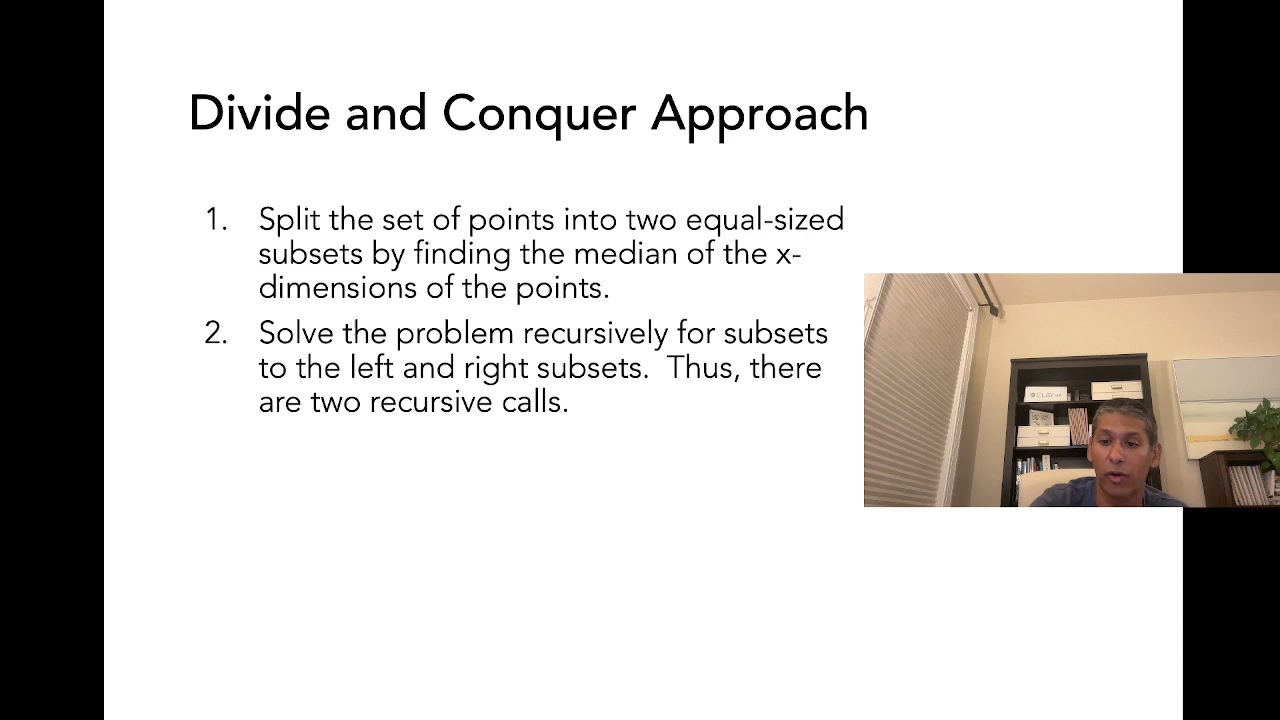 Divide and Conquer Approach
1. Split the set of points into two equal-sized
subsets by finding the median of the x-
dimensions of the points.
2. Solve the problem recursively for subsets
to the left and right subsets.  Thus, there
are two recursive calls.
CLAY